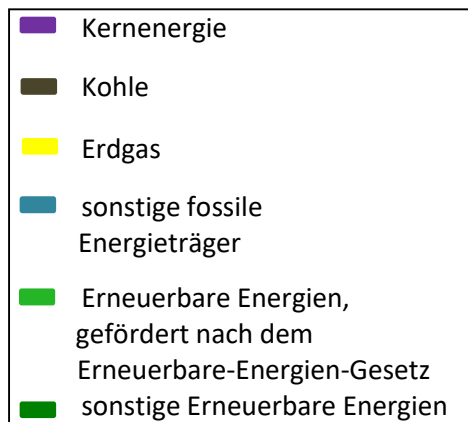 Kernenergie
Kohle
Erdgas
sonstige fossile
Energieträger
Erneuerbare Energien,
gefördert nach dem
Erneuerbare-Energien-Gesetz
sonstige Erneuerbare Energien